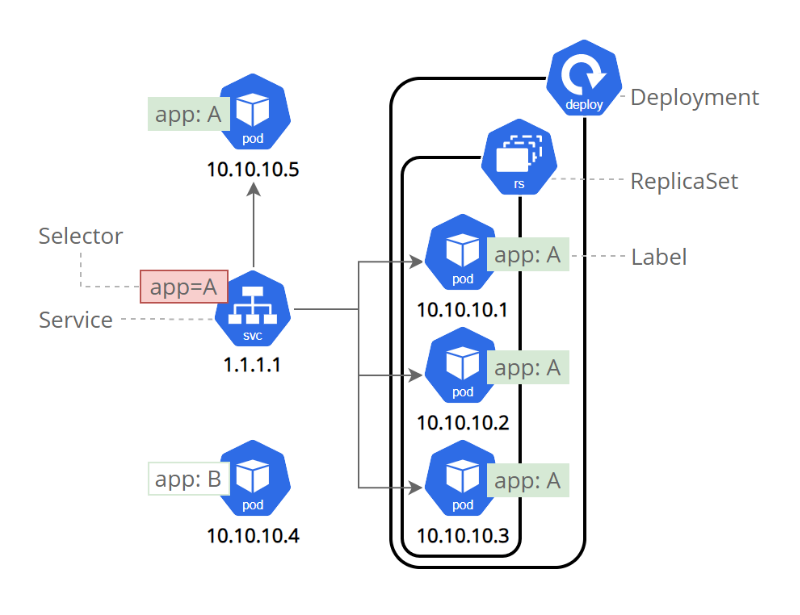 deploy
Deployment
app: A
pod
10.10.10.5
rs
ReplicaSet
Selector
app: A
Label
pod
10.10.10.1
app=A
Service
svc
1.1.1.1
app: A
pod
10.10.10.2
app: B
pod
10.10.10.4
app: A
pod
10.10.10.3